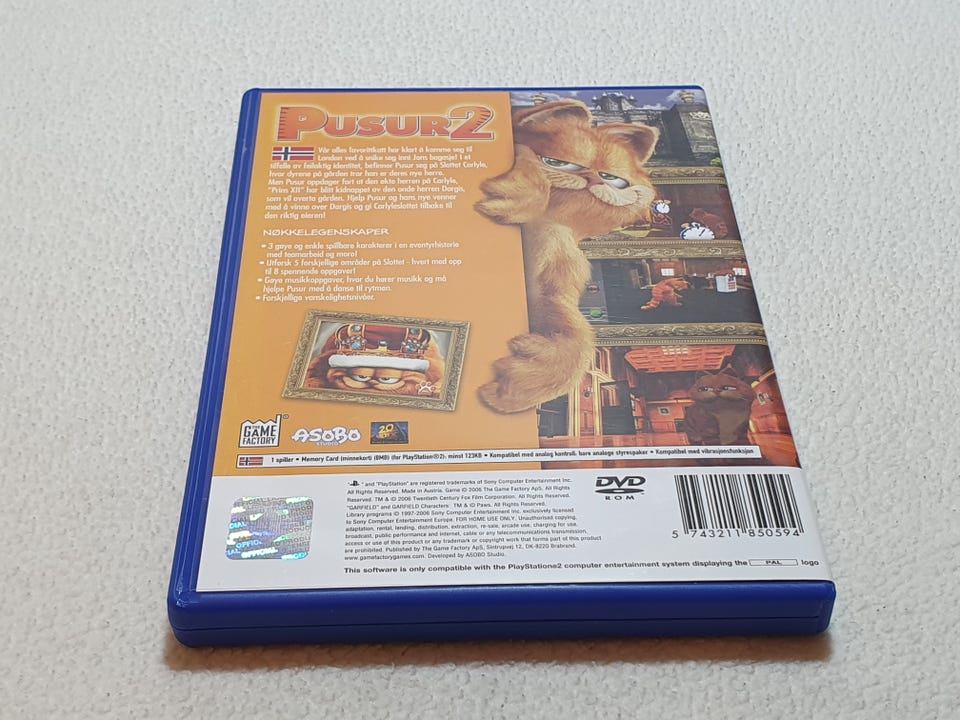 PUSUR2
Vår alles favorittkatt har klart å komme seg til
London ved å snike seg inni Jons bagasje! I et
tilfelle av feilaktig identitet, befinner Pusur seg på Slottet Carlyle,
hvor dyrene på gården tror han er deres nye herre.
Men Pusur oppdager fort at den ekte herren på Carlyle,
"Prins XII" har blitt kidnappet av den onde herren Dargis,
som vil overta gården. Hjelp Pusur og hans nye venner
med å vinne over Dargis og gi Carlyleslottet tilbake til
den riktig eieren!
NØKKELEGENSKAPER
• 3 gøye og enkle spillbare karakterer i en eventyrhistorie
med teamarbeid og moro!
• Utforsk 5 forskjellige områder på Slottet - hvert med opp
til 8 spennende oppgaver!
• Gøye musikkoppgaver, hvor du hører musikk og må
hjelpe Pusur med å danse til rytmen.
• Forskjellige vanskelighetsnivåer.
THE
GAME
FACTORY
ASOBO
STUDIO
20
1 spiller • Memory Card (minnekort) (8MB) (for PlayStation®2): minst 123KB • Kompatibel med analog kontroll: bare analoge styrespaker • Kompatibel med vibrasjonsfunksjon
" and "PlayStation" are registered trademarks of Sony Computer Entertainment Inc.
All Rights Reserved. Made in Austria. Game © 2006 The Game Factory ApS. All Rights
Reserved. TM & © 2006 Twentieth Century Fox Film Corporation. All Rights Reserved.
"GARFIELD" and GARFIELD Characters: TM & © Paws. All Rights Reserved.
Library programs © 1997-2006 Sony Computer Entertainment Inc. exclusively licensed
to Sony Computer Entertainment Europe. FOR HOME USE ONLY. Unauthorised copying,
adaptation, rental, lending, distribution, extraction, re-sale, arcade use, charging for use,
broadcast, public performance and internet, cable or any telecommunications transmission,
access or use of this product or any trademark or copyright work that forms part of this product
are prohibited. Published by The Game Factory ApS, Sintrupvej 12, DK-8220 Brabrand.
www.gamefactorygames.com. Developed by ASOBO Studio.
DVD
ROM
5 743211 850594
OFFICIAL
This software is only compatible with the PlayStation2 computer entertainment system displaying the PAL logo